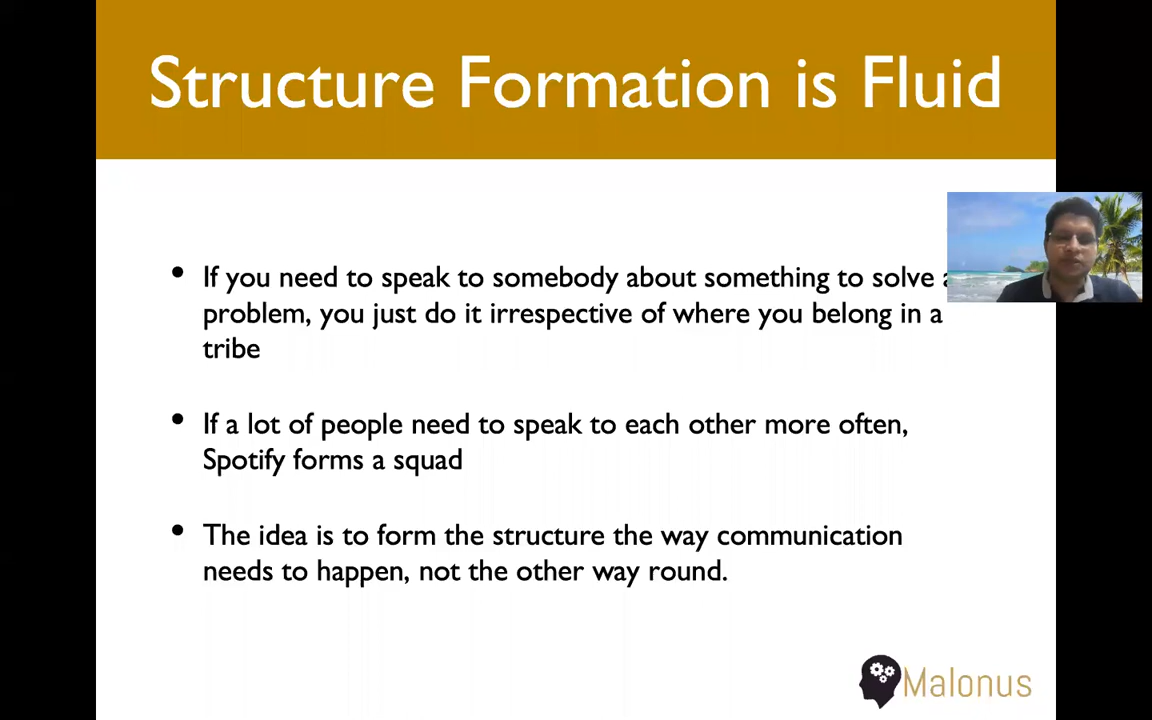 Structure Formation is Fluid
• If you need to speak to somebody about something to solve a
problem, you just do it irrespective of where you belong in a
tribe
• If a lot of people need to speak to each other more often,
Spotify forms a squad
• The idea is to form the structure the way communication
needs to happen, not the other way round.
Malonus